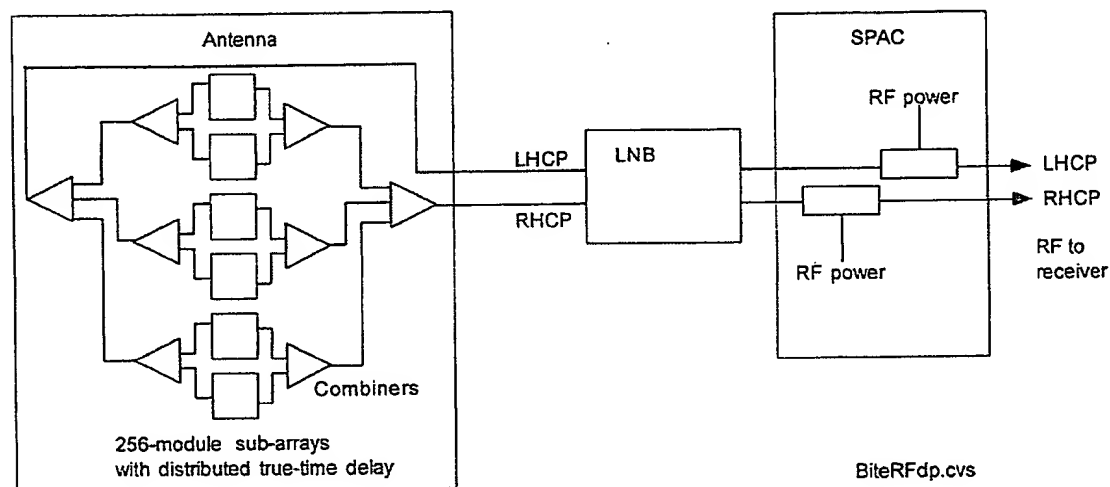 Antenna
SPAC
RF power
LHCP
LNB
LHCP
RHCP
RHCP
RF power
RF to
receiver
Combiners
256-module sub-arrays
with distributed true-time delay
BiteRFdp.cvs